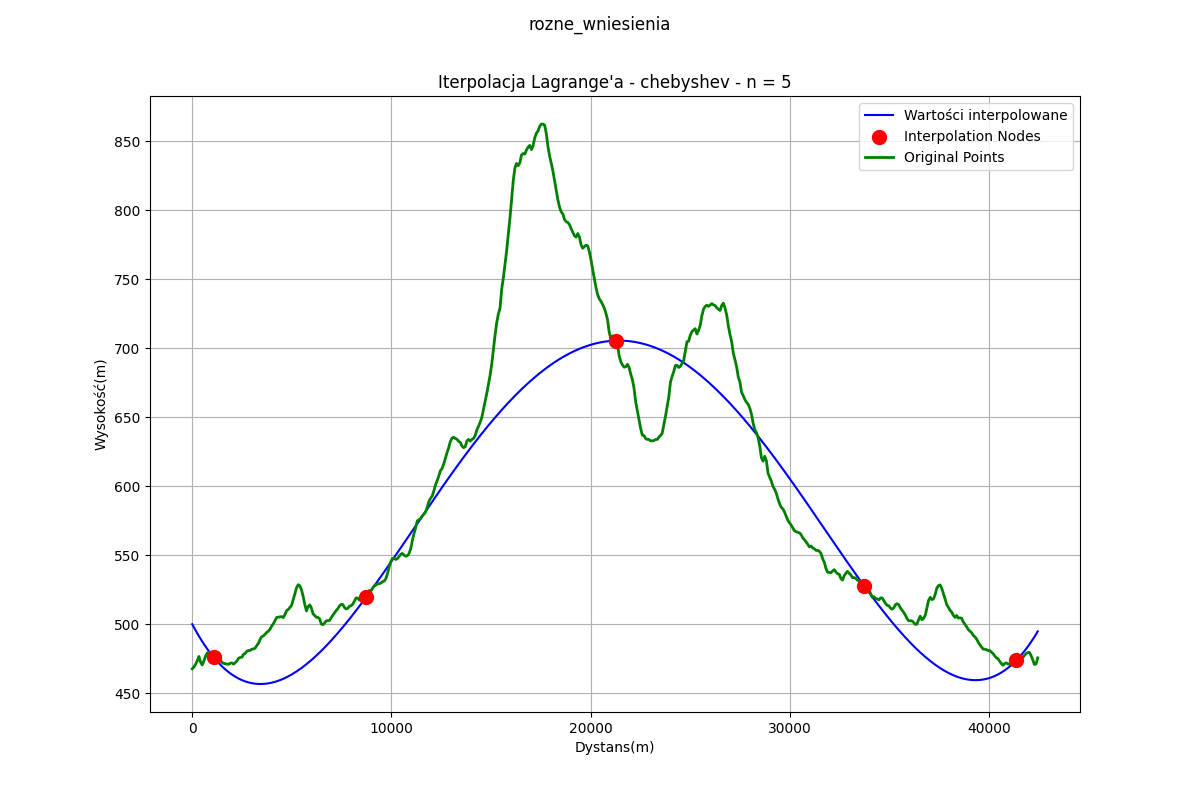 rozne_wniesienia
Iterpolacja Lagrange'a - chebyshev - n = 5
Wartości interpolowane
Interpolation Nodes
Original Points
Wysokość(m)
850
800
750
700
650
600
550
500
450
0 10000 20000 30000 40000
Dystans(m)